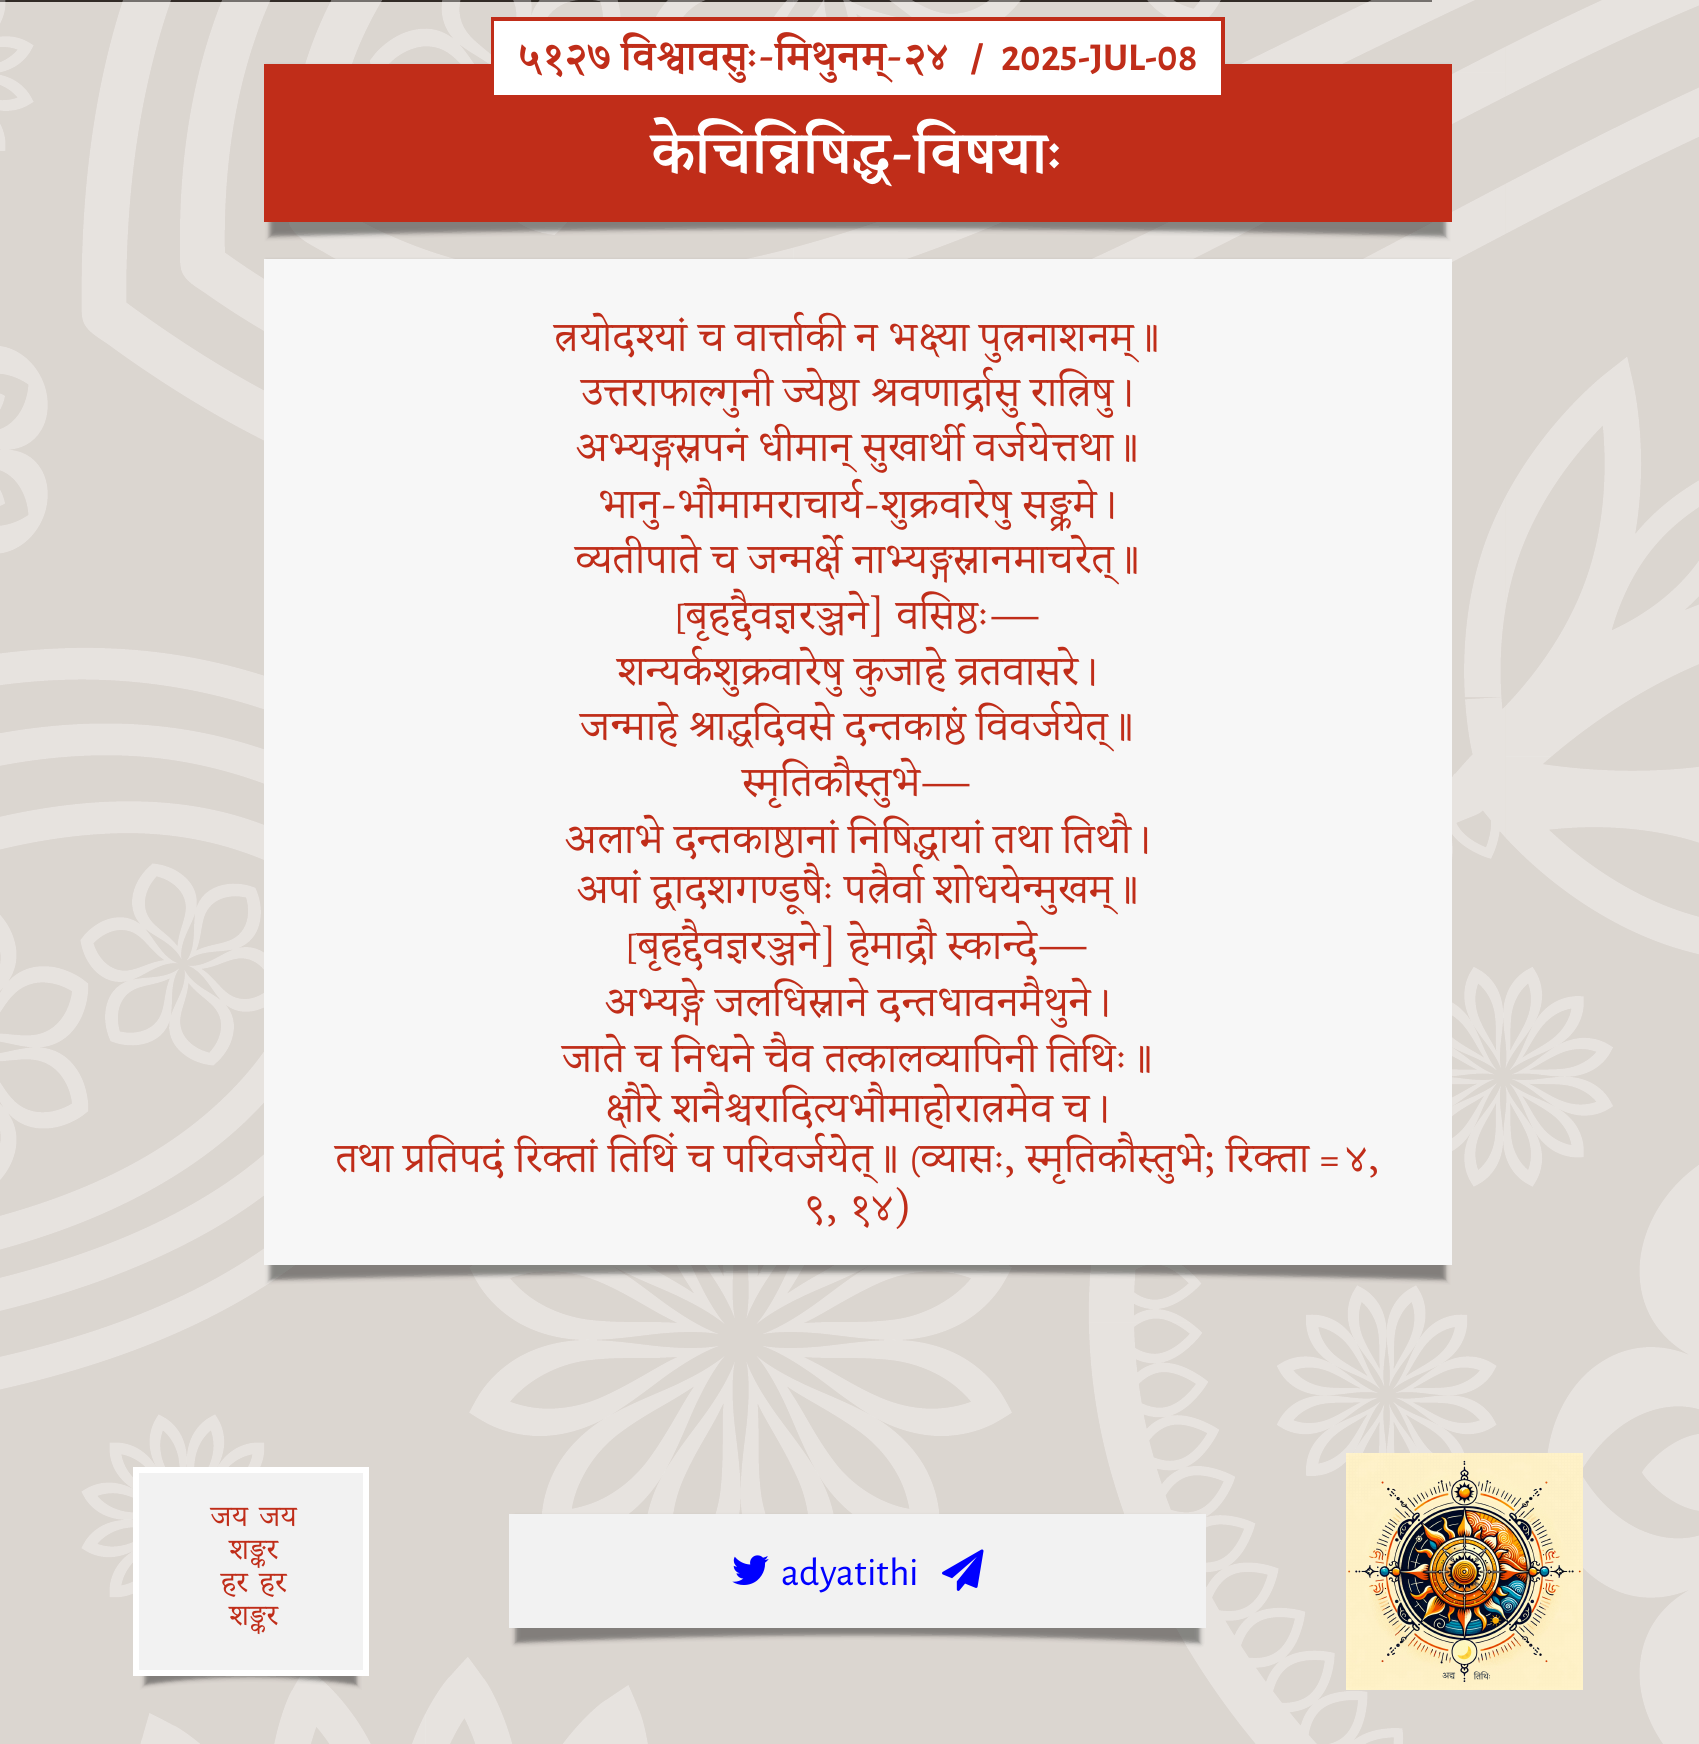 ५१२७ विश्वावसुः-मिथुनम्-२४ / 2025-JUL-08
केचिन्निषिद्ध-विषयाः
त्रयोदश्यां च वार्त्ताकी न भक्ष्या पुत्रनाशनम्॥
उत्तराफाल्गुनी ज्येष्ठा श्रवणार्द्रासु रात्रिषु।
अभ्यङ्गस्नपनं धीमान् सुखार्थी वर्जयेत्तथा॥
भानु-भौमामराचार्य-शुक्रवारेषु सङ्क्रमे।
व्यतीपाते च जन्मर्क्षे नाभ्यङ्गस्नानमाचरेत्॥
[बृहद्दैवज्ञरञ्जने] वसिष्ठः—
शन्यर्कशुक्रवारेषु कुजाहे व्रतवासरे।
जन्माहे श्राद्धदिवसे दन्तकाष्ठं विवर्जयेत्॥
स्मृतिकौस्तुभे—
अलाभे दन्तकाष्ठानां निषिद्धायां तथा तिथौ।
अपां द्वादशगण्डूषैः पत्रैर्वा शोधयेन्मुखम्॥
[बृहद्दैवज्ञरञ्जने] हेमाद्रौ स्कान्दे—
अभ्यङ्गे जलधिस्नाने दन्तधावनमैथुने।
जाते च निधने चैव तत्कालव्यापिनी तिथिः॥
क्षौरे शनैश्चरादित्यभौमाहोरात्रमेव च।
तथा प्रतिपदं रिक्तां तिथिं च परिवर्जयेत्॥ (व्यासः, स्मृतिकौस्तुभे; रिक्ता = ४,
९, १४)
जय जय
शङ्कर
हर हर
शङ्कर
adyatithi
अद्य तिथिः